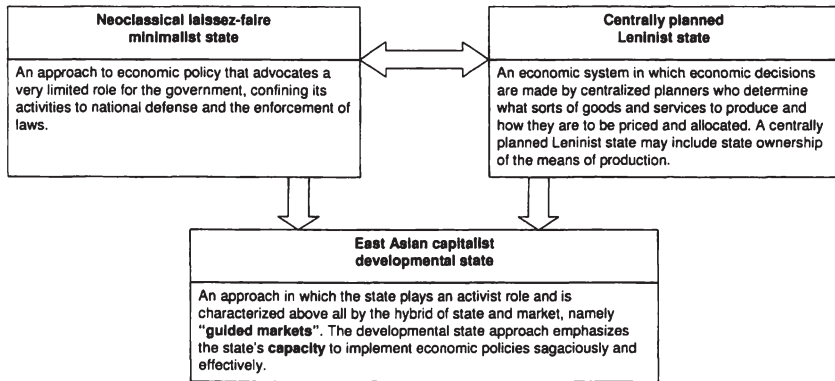 Neoclassical laissez-faire
minimalist state
An approach to economic policy that advocates a
very limited role for the government, confining its
activities to national defense and the enforcement of
laws.
Centrally planned
Leninist state
An economic system in which economic decisions
are made by centralized planners who determine
what sorts of goods and services to produce and
how they are to be priced and allocated. A centrally
planned Leninist state may include state ownership
of the means of production.
East Asian capitalist
developmental state
An approach in which the state plays an activist role and is
characterized above all by the hybrid of state and market, namely
"guided markets". The developmental state approach emphasizes
the state's capacity to implement economic policies sagaciously and
effectively.